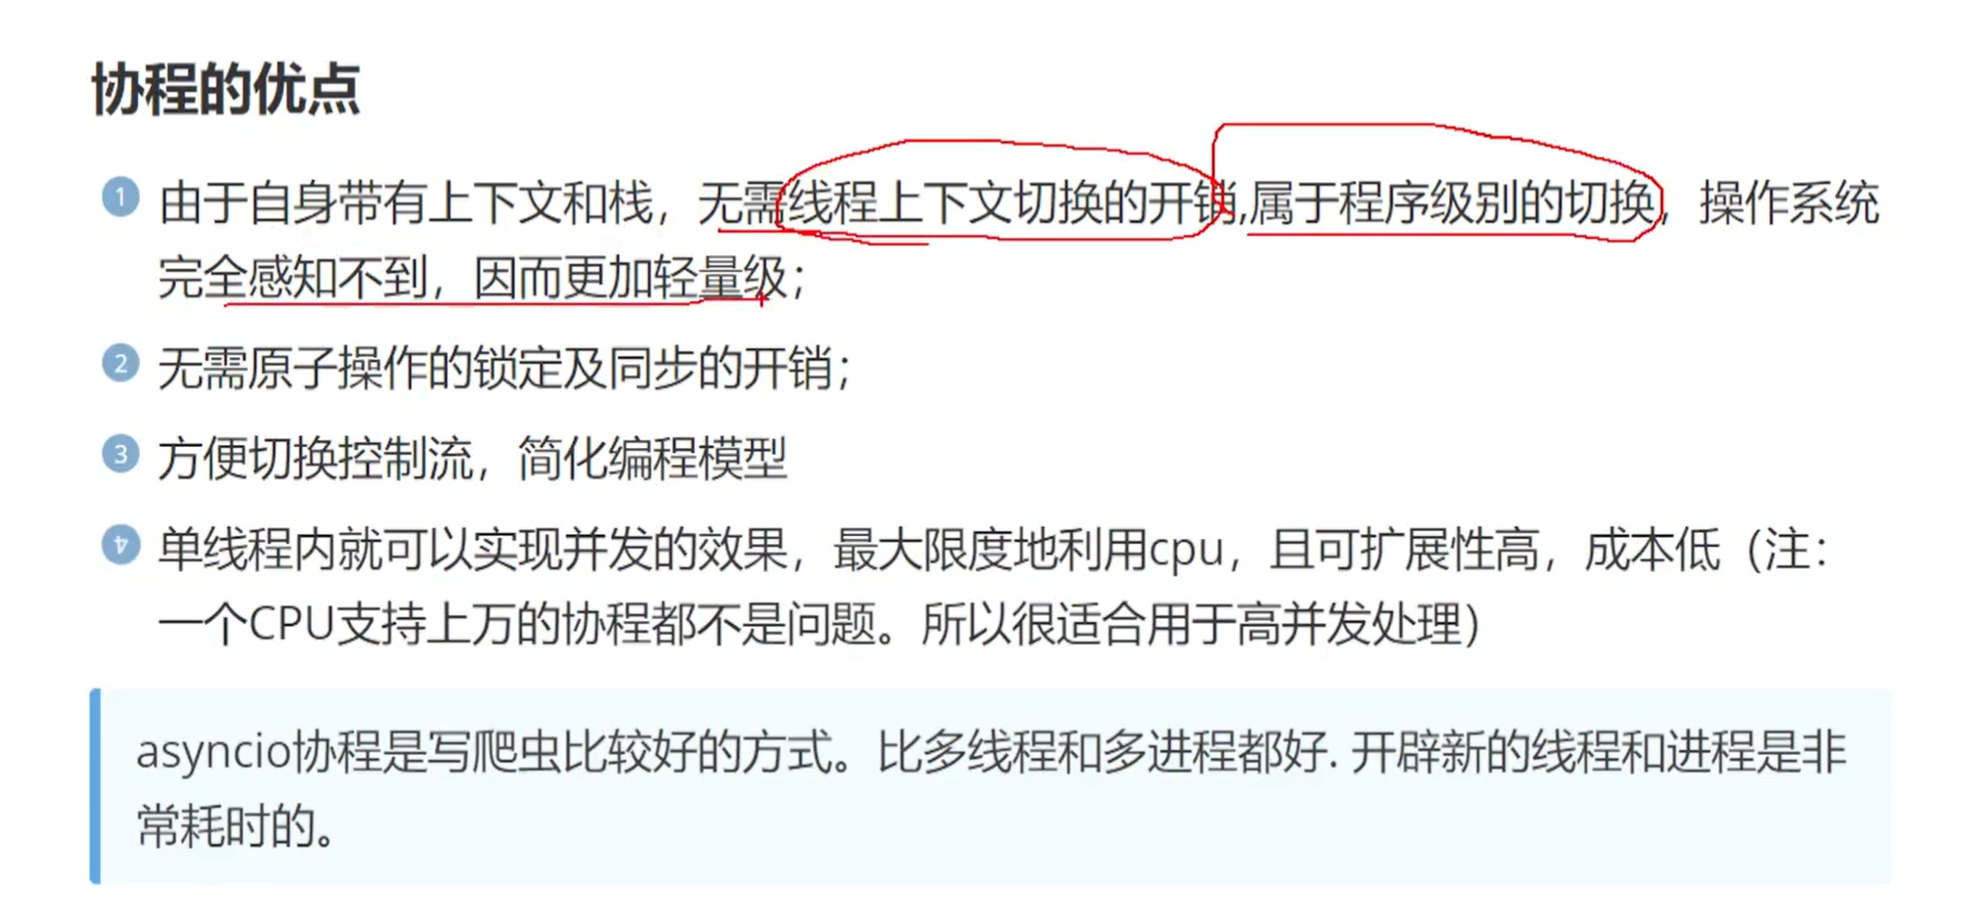 协程的优点
1 由于自身带有上下文和栈，无需线程上下文切换的开销,属于程序级别的切换，操作系统
完全感知不到，因而更加轻量级；
2 无需原子操作的锁定及同步的开销；
3 方便切换控制流，简化编程模型
4 单线程内就可以实现并发的效果，最大限度地利用cpu，且可扩展性高，成本低（注：
一个CPU支持上万的协程都不是问题。所以很适合用于高并发处理）
asyncio协程是写爬虫比较好的方式。比多线程和多进程都好. 开辟新的线程和进程是非
常耗时的。